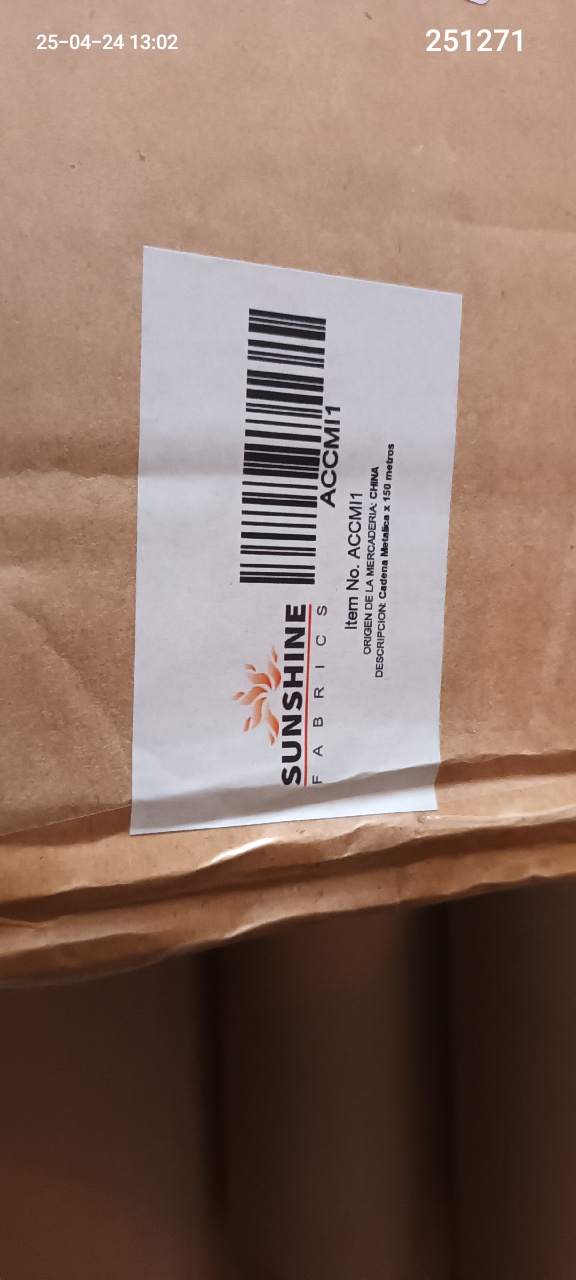 25-04-24 13:02
251271
SUNSHINE
FABRICS
ACCMI1
Item No. ACCMI1
ORIGEN DE LA MERCADERIA: CHINA
DESCRIPCION: Cadena Metalica x 150 metros